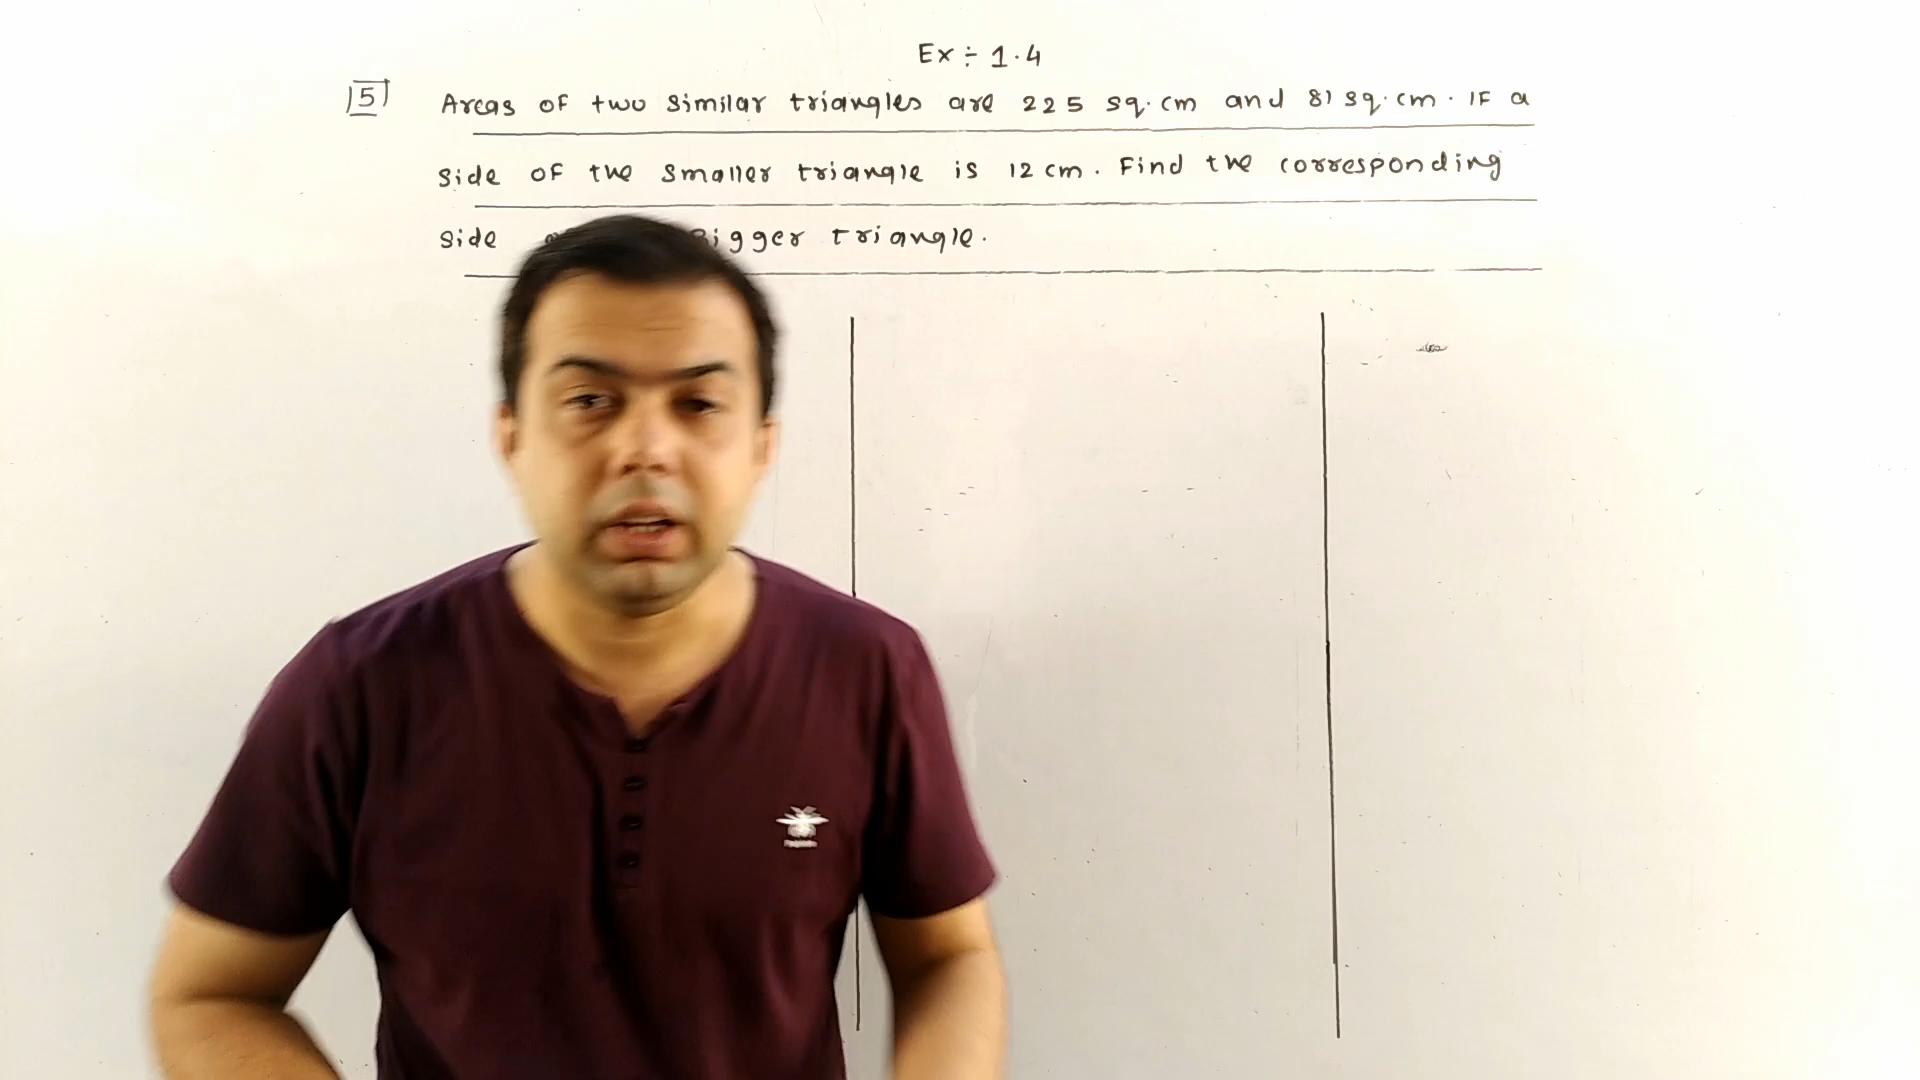 Ex ÷ 1.4
5 Areas of two similar triangles are 225 sq.cm and 81 sq.cm. If a
side of the smaller triangle is 12 cm. Find the corresponding
side Bigger triangle.